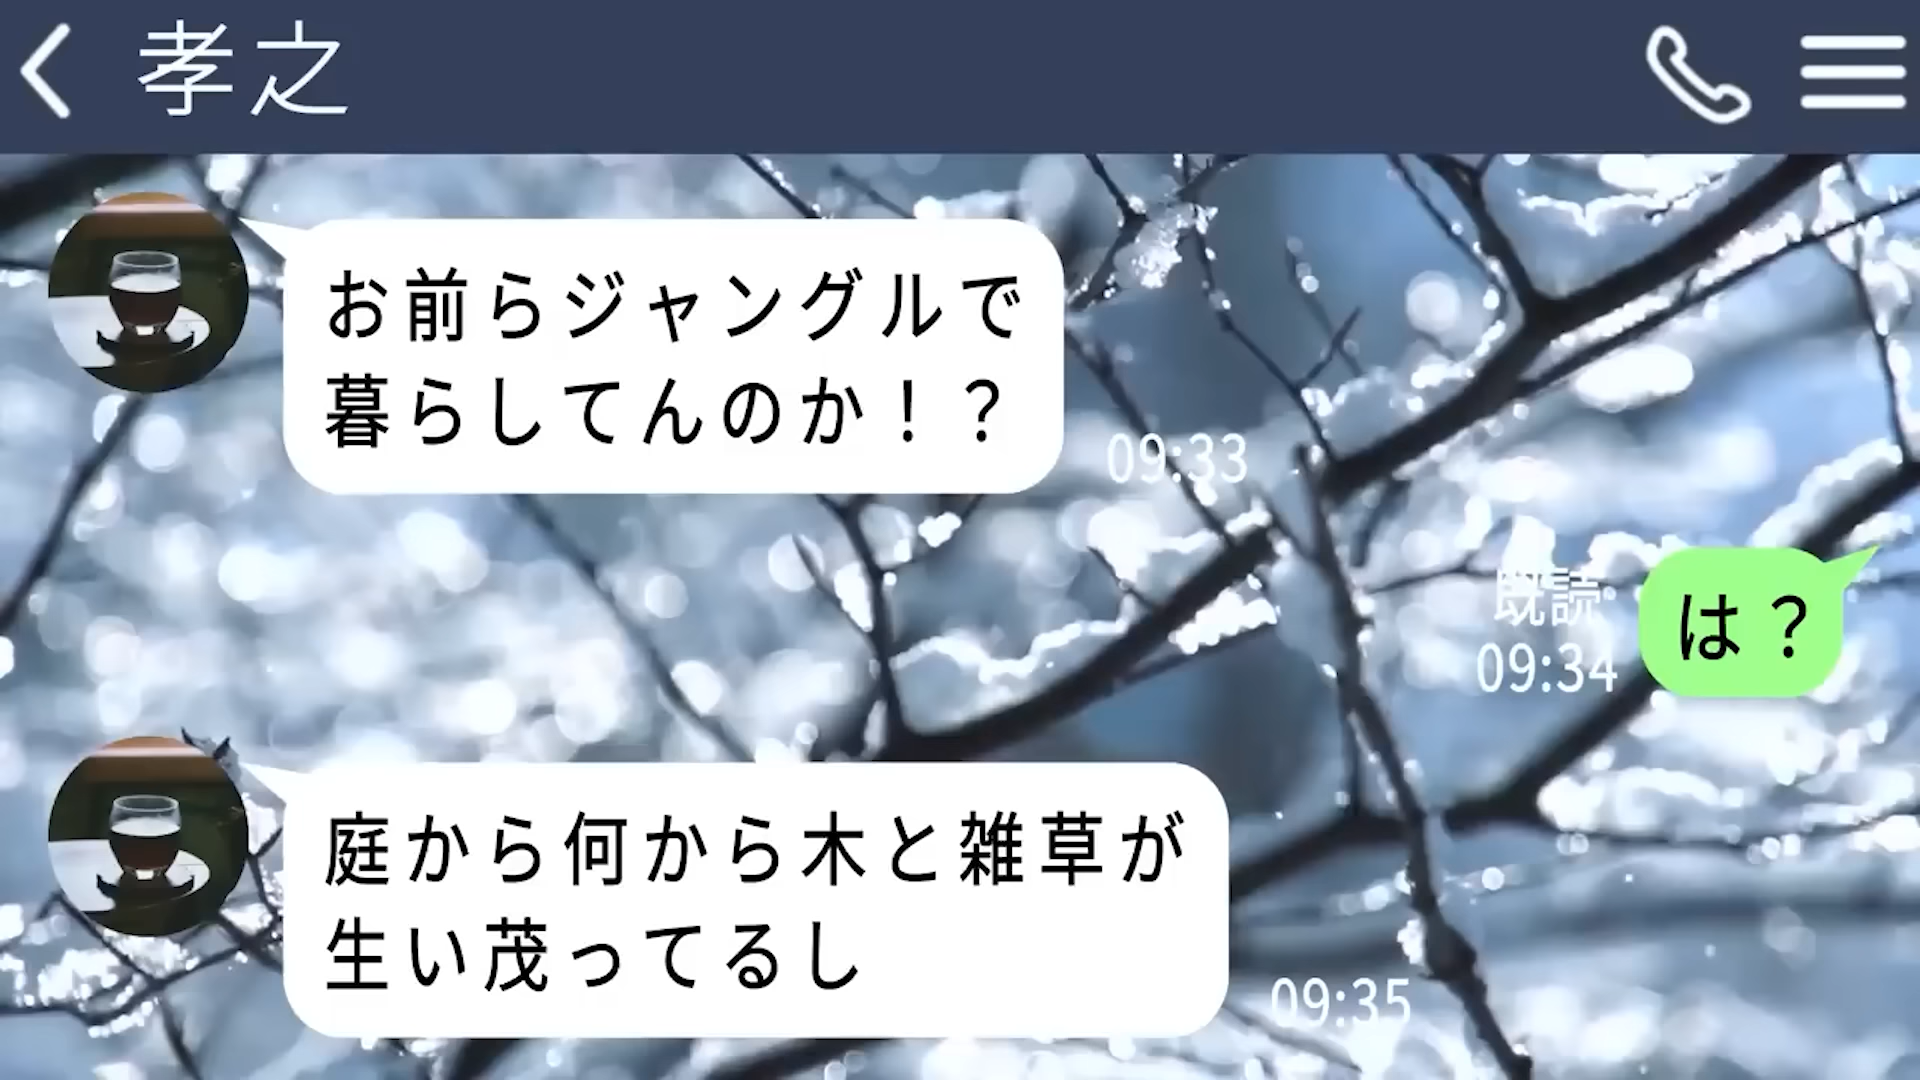 孝之
お前らジャングルで
暮らしてんのか！？
09:33
既読
09:34
は？
庭から何から木と雑草が
生い茂ってるし
09:35